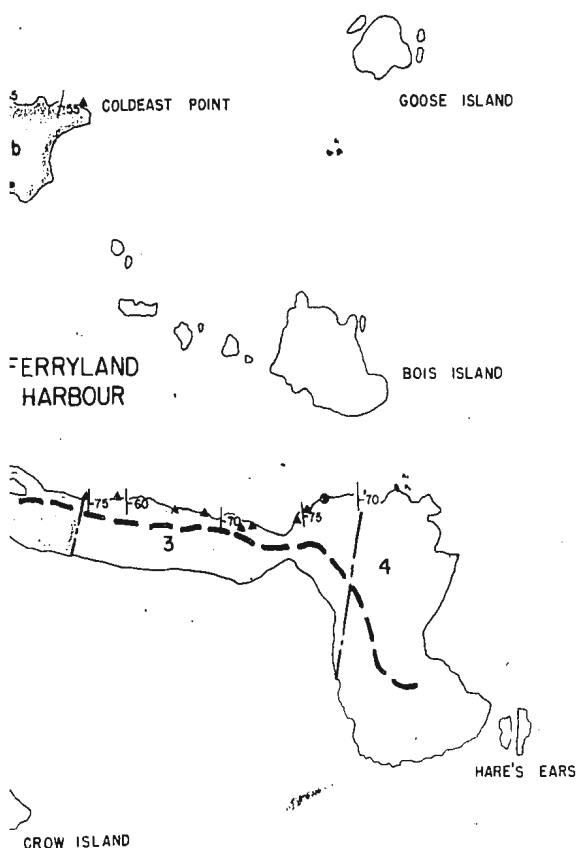 GOOSE ISLAND
55
COLDEAST POINT
b
FERRYLAND
HARBOUR
BOIS ISLAND
75
60
70
75
70
3
4
HARE'S EARS
CROW ISLAND